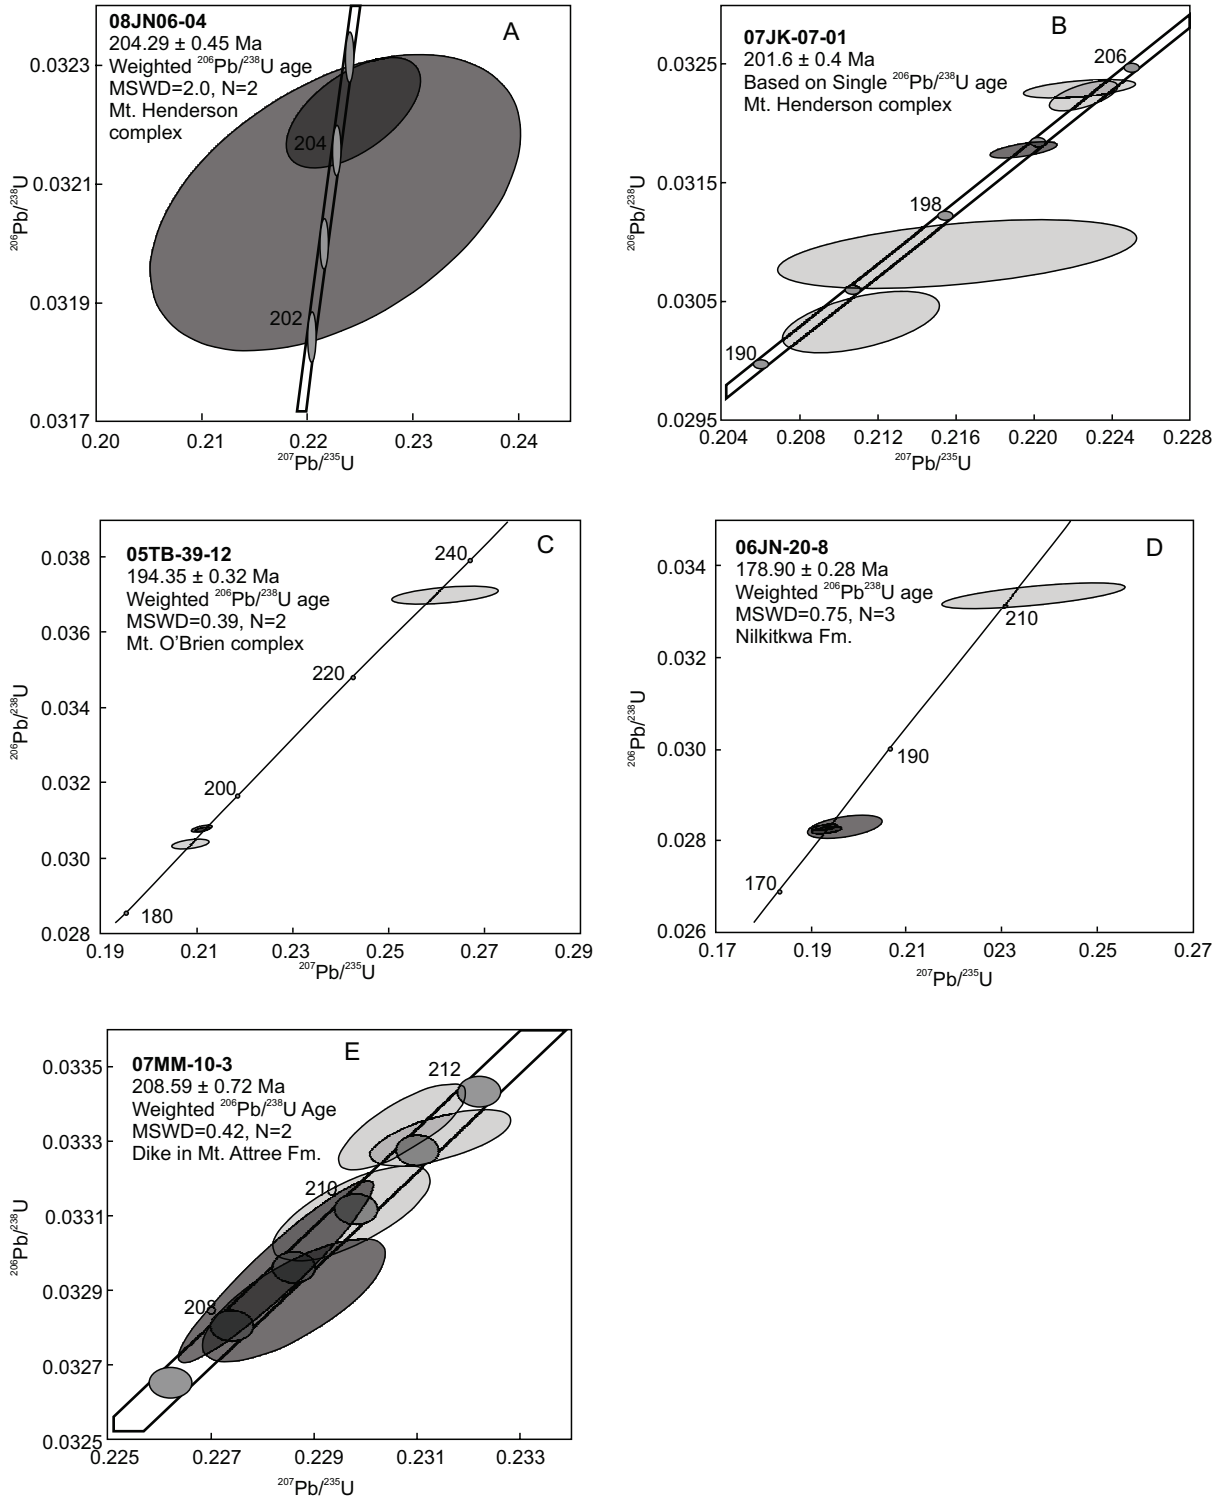 08JN06-04
204.29 ± 0.45 Ma
Weighted ²⁰⁶Pb/²³⁸U age
MSWD=2.0, N=2
Mt. Henderson
complex
A
0.0323
0.0321
0.0319
0.0317
204
202
²⁰⁶Pb/²³⁸U
0.20
0.21
0.22
0.23
0.24
²⁰⁷Pb/²³⁵U
07JK-07-01
201.6 ± 0.4 Ma
Based on Single ²⁰⁶Pb/²³⁸U age
Mt. Henderson complex
B
0.0325
0.0315
0.0305
0.0295
206
198
190
²⁰⁶Pb/²³⁸U
0.204
0.208
0.212
0.216
0.220
0.224
0.228
²⁰⁷Pb/²³⁵U
05TB-39-12
194.35 ± 0.32 Ma
Weighted ²⁰⁶Pb/²³⁸U age
MSWD=0.39, N=2
Mt. O'Brien complex
C
0.038
0.036
0.034
0.032
0.030
0.028
240
220
200
180
²⁰⁶Pb/²³⁸U
0.19
0.21
0.23
0.25
0.27
0.29
²⁰⁷Pb/²³⁵U
06JN-20-8
178.90 ± 0.28 Ma
Weighted ²⁰⁶Pb²³⁸U age
MSWD=0.75, N=3
Nilkitkwa Fm.
D
0.034
0.032
0.030
0.028
0.026
210
190
170
²⁰⁶Pb/²³⁸U
0.17
0.19
0.21
0.23
0.25
0.27
²⁰⁷Pb/²³⁵U
07MM-10-3
208.59 ± 0.72 Ma
Weighted ²⁰⁶Pb/²³⁸U Age
MSWD=0.42, N=2
Dike in Mt. Attree Fm.
E
0.0335
0.0333
0.0331
0.0329
0.0327
0.0325
212
210
208
²⁰⁶Pb/²³⁸U
0.225
0.227
0.229
0.231
0.233
²⁰⁷Pb/²³⁵U